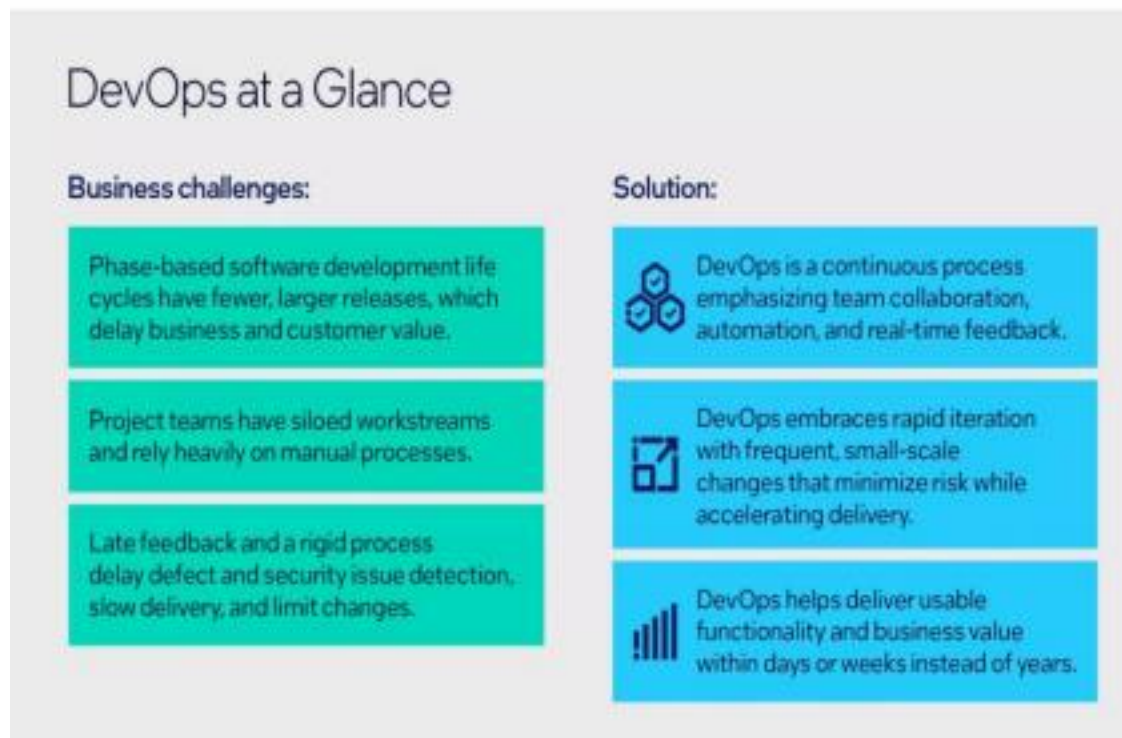 DevOps at a Glance
Business challenges:
Phase-based software development life
cycles have fewer, larger releases, which
delay business and customer value.
Project teams have siloed workstreams
and rely heavily on manual processes.
Late feedback and a rigid process
delay defect and security issue detection,
slow delivery, and limit changes.
Solution:
DevOps is a continuous process
emphasizing team collaboration,
automation, and real-time feedback.
DevOps embraces rapid iteration
with frequent, small-scale
changes that minimize risk while
accelerating delivery.
DevOps helps deliver usable
functionality and business value
within days or weeks instead of years.